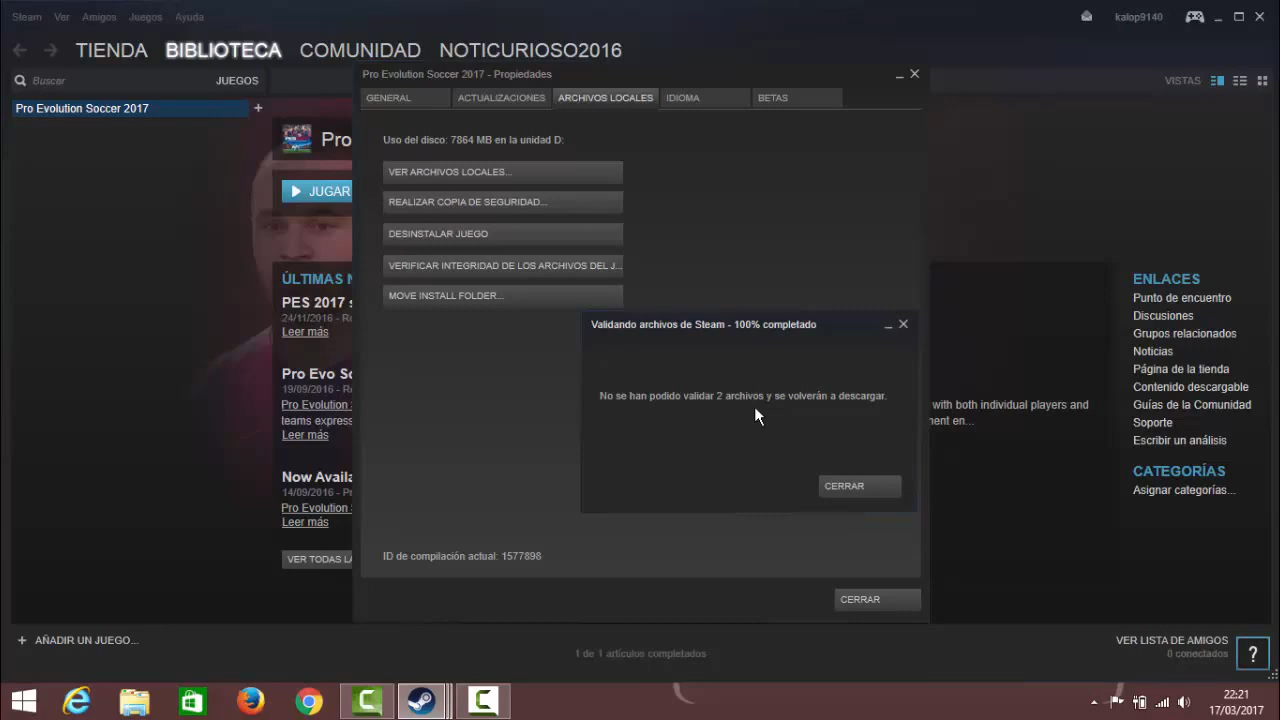 Steam Ver Amigos Juegos Ayuda
kalop9140
TIENDA BIBLIOTECA COMUNIDAD NOTICURIOSO2016
Buscar JUEGOS
VISTAS
Pro Evolution Soccer 2017 +
Pro Evolution Soccer 2017 - Propiedades
GENERAL ACTUALIZACIONES ARCHIVOS LOCALES IDIOMA BETAS
Uso del disco: 7864 MB en la unidad D:
VER ARCHIVOS LOCALES...
REALIZAR COPIA DE SEGURIDAD...
DESINSTALAR JUEGO
VERIFICAR INTEGRIDAD DE LOS ARCHIVOS DEL J...
MOVE INSTALL FOLDER...
Validando archivos de Steam - 100% completado
No se han podido validar 2 archivos y se volverán a descargar.
CERRAR
ID de compilación actual: 1577898
CERRAR
Pro
JUGAR
ÚLTIMAS
PES 2017
24/11/2016 -
Leer más
Pro Evo
19/09/2016 -
Pro Evolution
teams express
Leer más
Now
14/09/2016 -
Pro Evolution
Leer más
VER TODAS
with both individual players and
ment en...
ENLACES
Punto de encuentro
Discusiones
Grupos relacionados
Noticias
Página de la tienda
Contenido descargable
Guías de la Comunidad
Soporte
Escribir un análisis
CATEGORÍAS
Asignar categorías...
+ AÑADIR UN JUEGO...
1 de 1 artículos completados
VER LISTA DE AMIGOS
0 conectados
?
22:21
17/03/2017